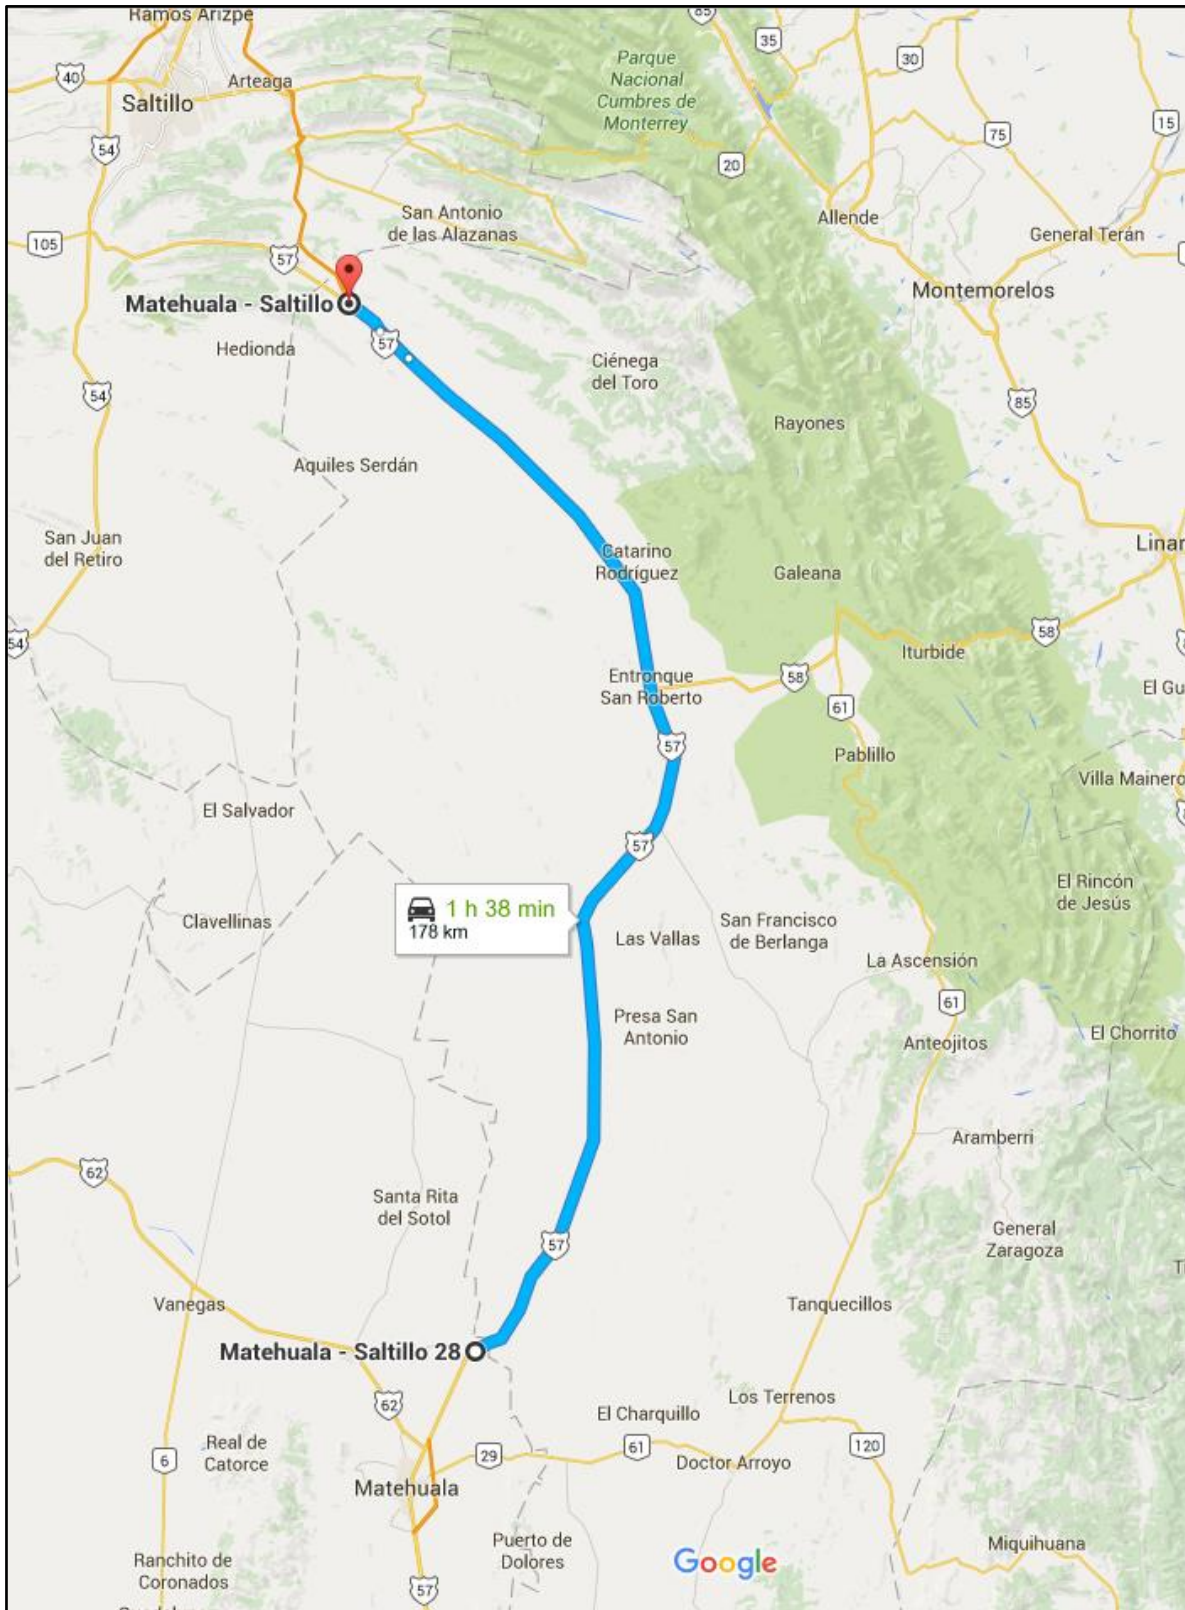 Ramos Arizpe
85
35
30
Parque
Nacional
Cumbres de
Monterrey
40
Arteaga
Saltillo
15
75
54
20
San Antonio
de las Alazanas
Allende
General Terán
105
57
Montemorelos
Matehuala - Saltillo
57
Hedionda
Ciénega
del Toro
54
85
Rayones
Aquiles Serdán
San Juan
del Retiro
Linar
Catarino
Rodríguez
Galeana
54
58
Iturbide
Entronque
San Roberto
58
El Gu
61
57
Pablillo
Villa Mainero
El Salvador
57
El Rincón
de Jesús
1 h 38 min
178 km
Clavellinas
San Francisco
de Berlanga
Las Vallas
La Ascensión
61
Presa San
Antonio
El Chorrito
Anteojitos
Aramberri
62
Santa Rita
del Sotol
General
Zaragoza
57
Vanegas
Tanquecillos
Matehuala - Saltillo 28
62
Los Terrenos
El Charquillo
Real de
Catorce
6
29
61
120
Doctor Arroyo
Matehuala
Puerto de
Dolores
Miquihuana
Google
Ranchito de
Coronados
57